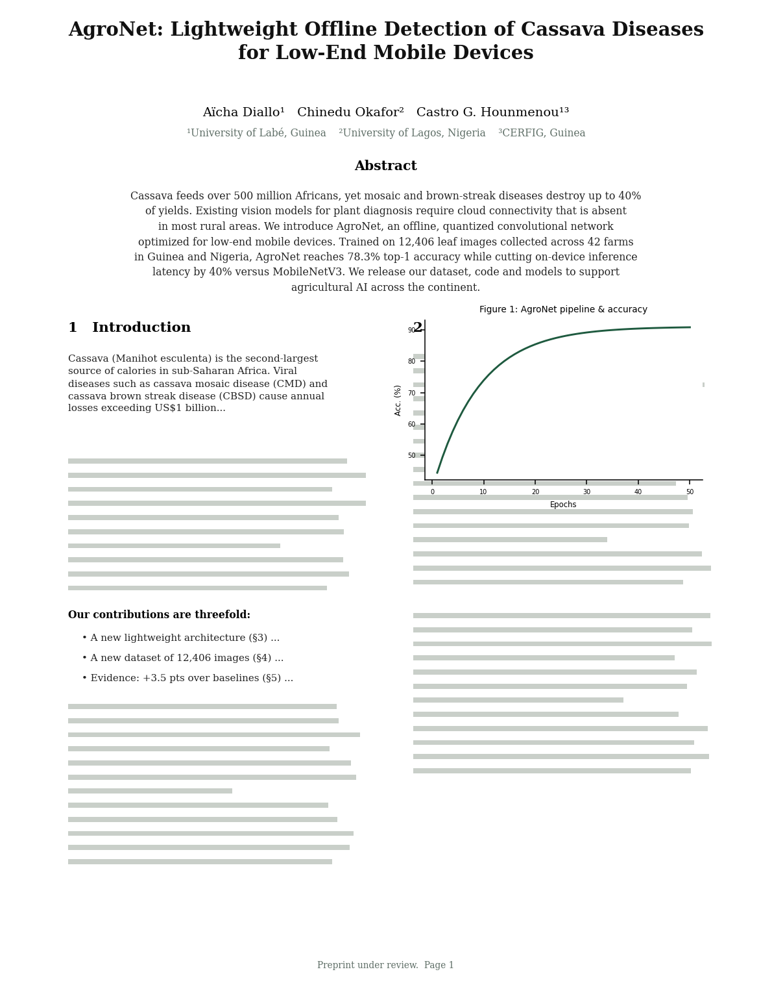 AgroNet: Lightweight Offline Detection of Cassava Diseases
for Low-End Mobile Devices
Aïcha Diallo¹   Chinedu Okafor²   Castro G. Hounmenou¹³
¹University of Labé, Guinea    ²University of Lagos, Nigeria    ³CERFIG, Guinea
Abstract
Cassava feeds over 500 million Africans, yet mosaic and brown-streak diseases destroy up to 40%
of yields. Existing vision models for plant diagnosis require cloud connectivity that is absent
in most rural areas. We introduce AgroNet, an offline, quantized convolutional network
optimized for low-end mobile devices. Trained on 12,406 leaf images collected across 42 farms
in Guinea and Nigeria, AgroNet reaches 78.3% top-1 accuracy while cutting on-device inference
latency by 40% versus MobileNetV3. We release our dataset, code and models to support
agricultural AI across the continent.
1   Introduction
Cassava (Manihot esculenta) is the second-largest
source of calories in sub-Saharan Africa. Viral
diseases such as cassava mosaic disease (CMD) and
cassava brown streak disease (CBSD) cause annual
losses exceeding US$1 billion...
Our contributions are threefold:
• A new lightweight architecture (§3) ...
• A new dataset of 12,406 images (§4) ...
• Evidence: +3.5 pts over baselines (§5) ...
2
Figure 1: AgroNet pipeline & accuracy
Acc. (%)
90
80
70
60
50
0 10 20 30 40 50
Epochs
Preprint under review.  Page 1